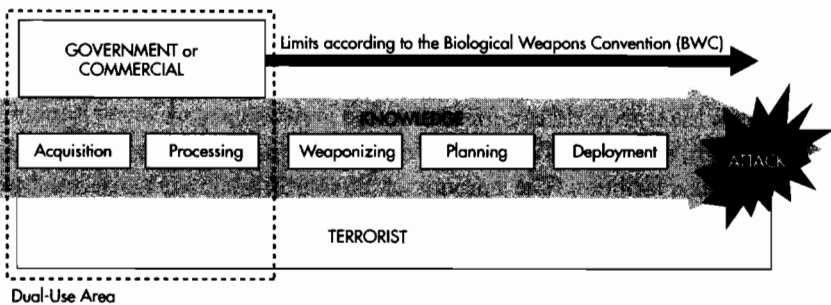 GOVERNMENT or
COMMERCIAL
Limits according to the Biological Weapons Convention (BWC)
KNOWLEDGE
Acquisition
Processing
Weaponizing
Planning
Deployment
ATTACK
TERRORIST
Dual-Use Area